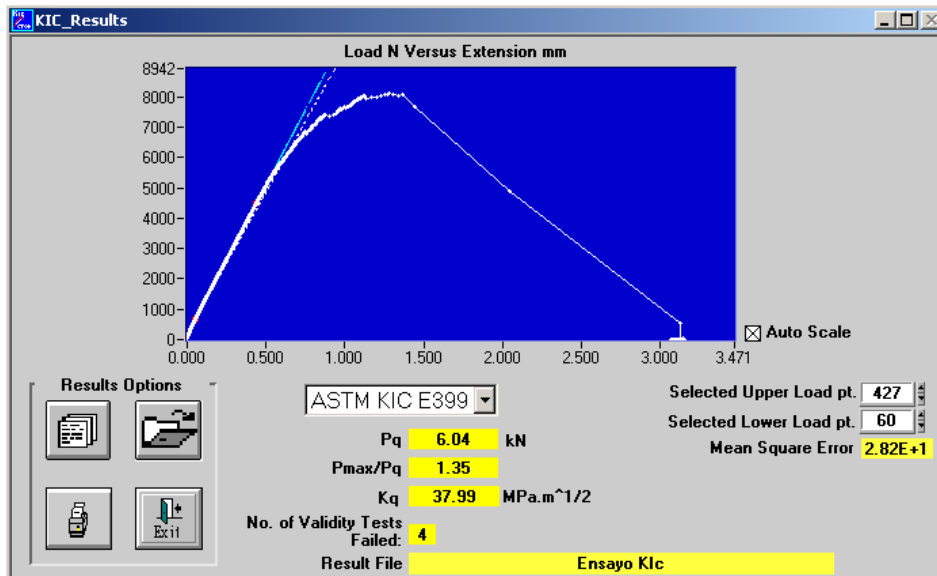 KIC_Results
Load N Versus Extension mm
8942
8000
7000
6000
5000
4000
3000
2000
1000
0
0.000 0.500 1.000 1.500 2.000 2.500 3.000 3.471
Auto Scale
Results Options
ASTM KIC E399
Selected Upper Load pt. 427
Selected Lower Load pt. 60
Mean Square Error 2.82E+1
Pq 6.04 kN
Pmax/Pq 1.35
Kq 37.99 MPa.m^1/2
Exit
No. of Validity Tests
Failed: 4
Result File Ensayo KIc